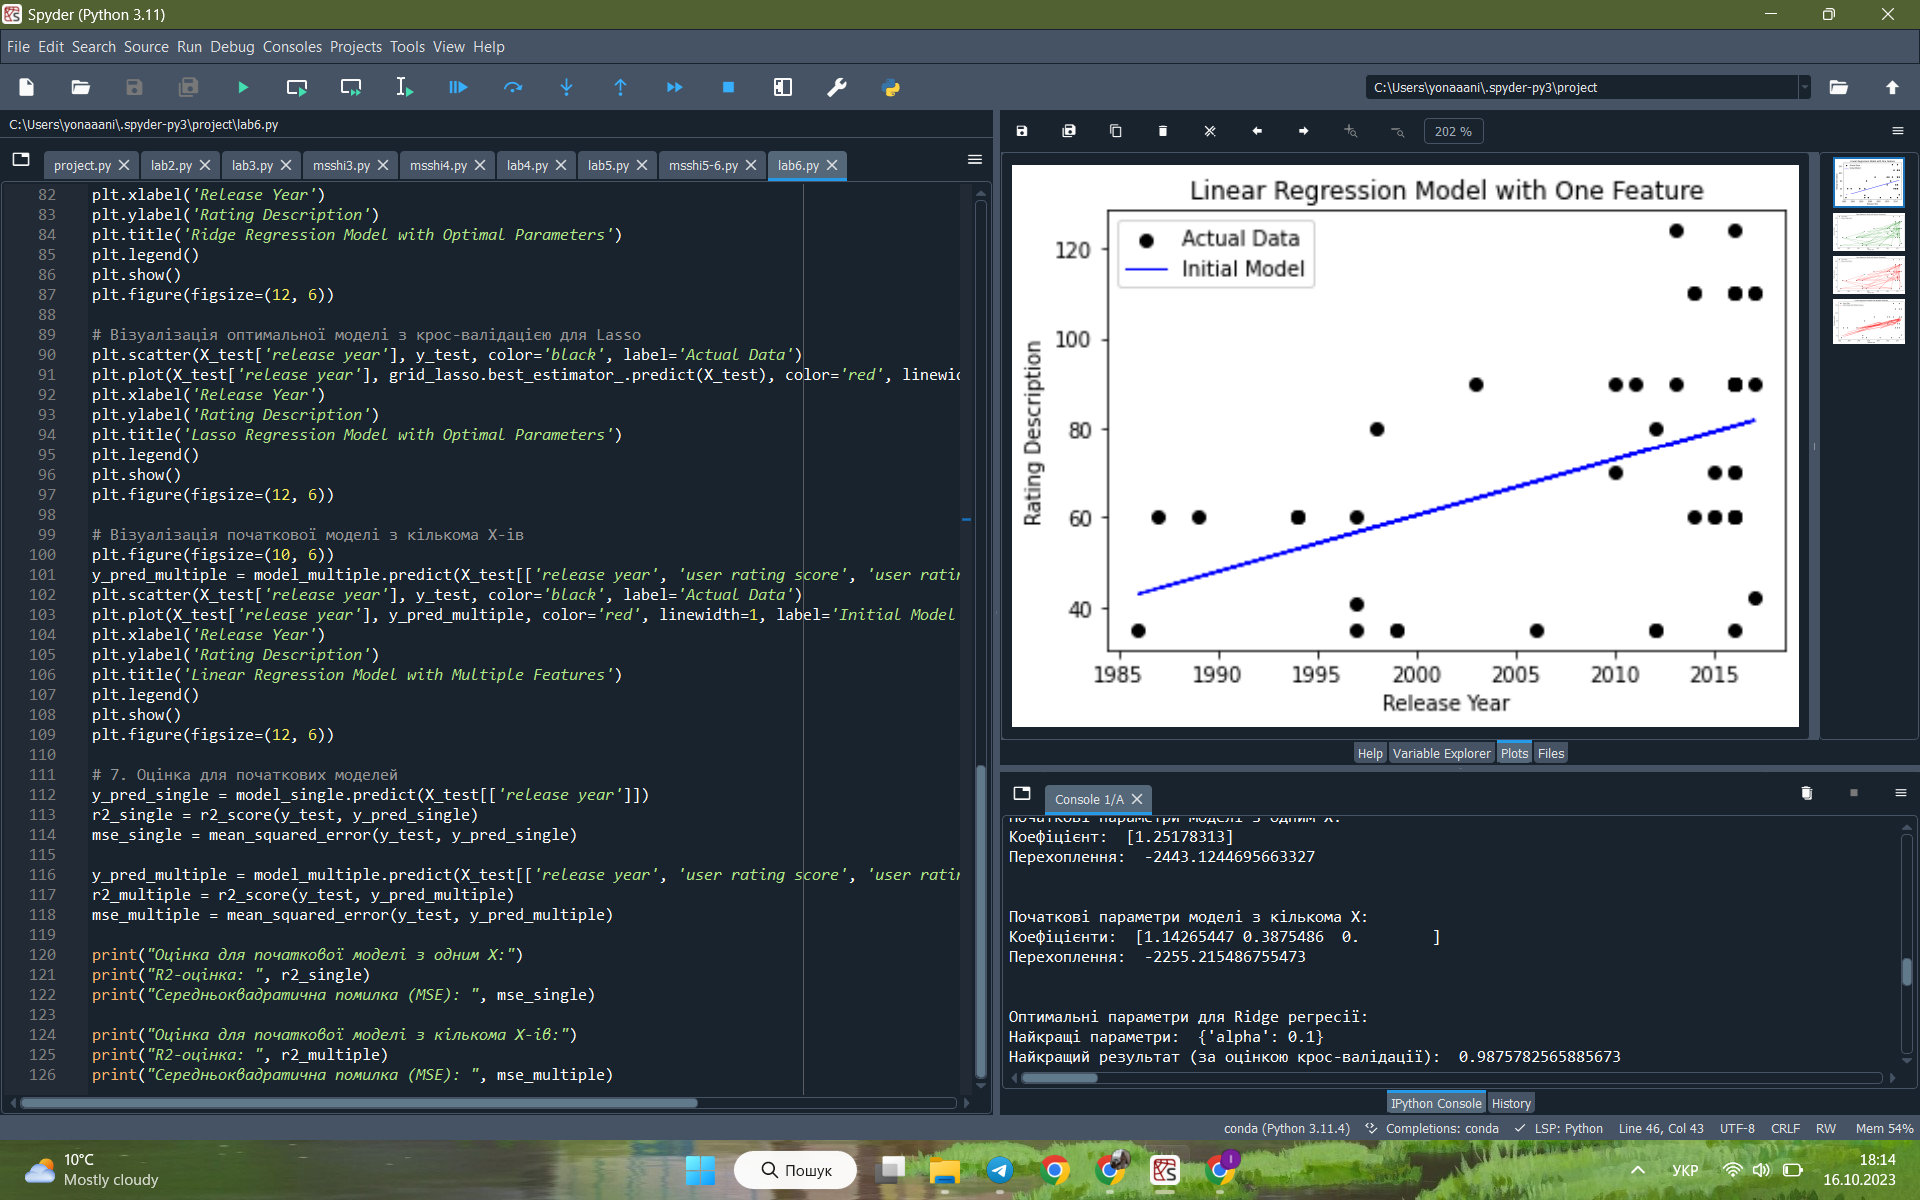 Spyder (Python 3.11)
File Edit Search Source Run Debug Consoles Projects Tools View Help
C:\Users\yonaaani\.spyder-py3\project
C:\Users\yonaaani\.spyder-py3\project\lab6.py
202 %
project.py lab2.py lab3.py msshi3.py msshi4.py lab4.py lab5.py msshi5-6.py lab6.py
82 plt.xlabel('Release Year')
83 plt.ylabel('Rating Description')
84 plt.title('Ridge Regression Model with Optimal Parameters')
85 plt.legend()
86 plt.show()
87 plt.figure(figsize=(12, 6))
88
89 # Візуалізація оптимальної моделі з крос-валідацією для Lasso
90 plt.scatter(X_test['release year'], y_test, color='black', label='Actual Data')
91 plt.plot(X_test['release year'], grid_lasso.best_estimator_.predict(X_test), color='red', linewic
92 plt.xlabel('Release Year')
93 plt.ylabel('Rating Description')
94 plt.title('Lasso Regression Model with Optimal Parameters')
95 plt.legend()
96 plt.show()
97 plt.figure(figsize=(12, 6))
98
99 # Візуалізація початкової моделі з кількома X-ів
100 plt.figure(figsize=(10, 6))
101 y_pred_multiple = model_multiple.predict(X_test[['release year', 'user rating score', 'user ratin
102 plt.scatter(X_test['release year'], y_test, color='black', label='Actual Data')
103 plt.plot(X_test['release year'], y_pred_multiple, color='red', linewidth=1, label='Initial Model
104 plt.xlabel('Release Year')
105 plt.ylabel('Rating Description')
106 plt.title('Linear Regression Model with Multiple Features')
107 plt.legend()
108 plt.show()
109 plt.figure(figsize=(12, 6))
110
111 # 7. Оцінка для початкових моделей
112 y_pred_single = model_single.predict(X_test[['release year']])
113 r2_single = r2_score(y_test, y_pred_single)
114 mse_single = mean_squared_error(y_test, y_pred_single)
115
116 y_pred_multiple = model_multiple.predict(X_test[['release year', 'user rating score', 'user ratin
117 r2_multiple = r2_score(y_test, y_pred_multiple)
118 mse_multiple = mean_squared_error(y_test, y_pred_multiple)
119
120 print("Оцінка для початкової моделі з одним X:")
121 print("R2-оцінка: ", r2_single)
122 print("Середньоквадратична помилка (MSE): ", mse_single)
123
124 print("Оцінка для початкової моделі з кількома X-ів:")
125 print("R2-оцінка: ", r2_multiple)
126 print("Середньоквадратична помилка (MSE): ", mse_multiple)
Linear Regression Model with One Feature
Actual Data
Initial Model
120
100
80
60
40
Rating Description
1985 1990 1995 2000 2005 2010 2015
Release Year
Help Variable Explorer Plots Files
Console 1/A
Початкові параметри моделі з одним X:
Коефіцієнт: [1.25178313]
Перехоплення: -2443.1244695663327
Початкові параметри моделі з кількома X:
Коефіцієнти: [1.14265447 0.3875486 0. ]
Перехоплення: -2255.215486755473
Оптимальні параметри для Ridge регресії:
Найкращі параметри: {'alpha': 0.1}
Найкращий результат (за оцінкою крос-валідації): 0.9875782565885673
IPython Console History
conda (Python 3.11.4) Completions: conda LSP: Python Line 46, Col 43 UTF-8 CRLF RW Mem 54%
10°C
Mostly cloudy
Пошук
УКР
18:14
16.10.2023